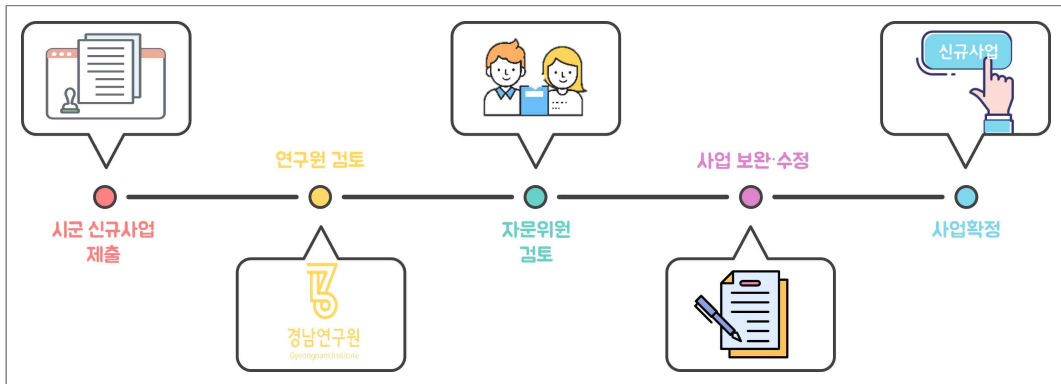 신규사업
연구원 검토
사업 보완·수정
시군 신규사업
제출
자문위원
검토
사업확정
경남연구원
Gyeongnam Institute